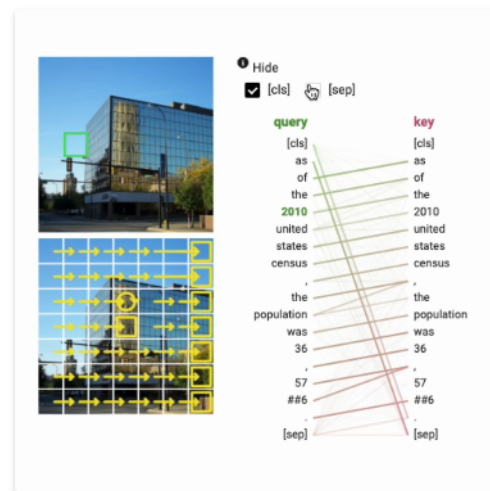 Hide
[cls] [sep]
query key
[cls] [cls]
as as
of of
the the
2010 2010
united united
states states
census census
, ,
the the
population population
was was
36 36
, ,
57 57
##6 ##6
. .
[sep] [sep]